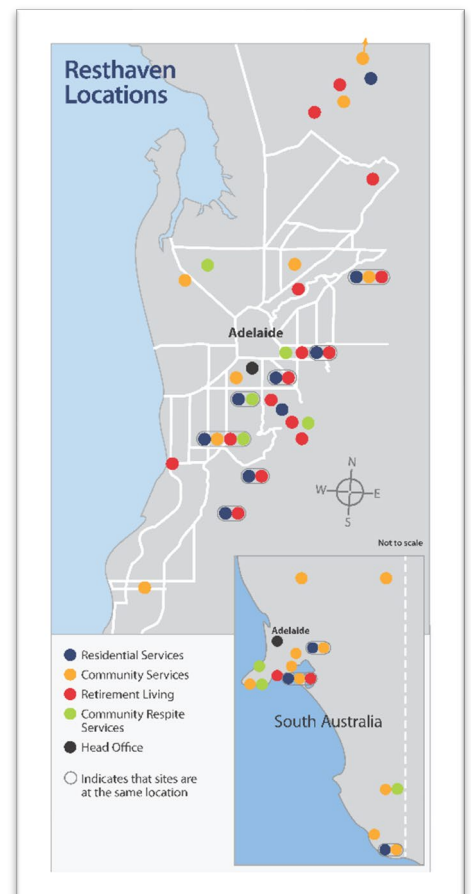 Resthaven
Locations
Adelaide
N
W
E
S
Not to scale
Adelaide
South Australia
Residential Services
Community Services
Retirement Living
Community Respite
Services
Head Office
Indicates that sites are
at the same location